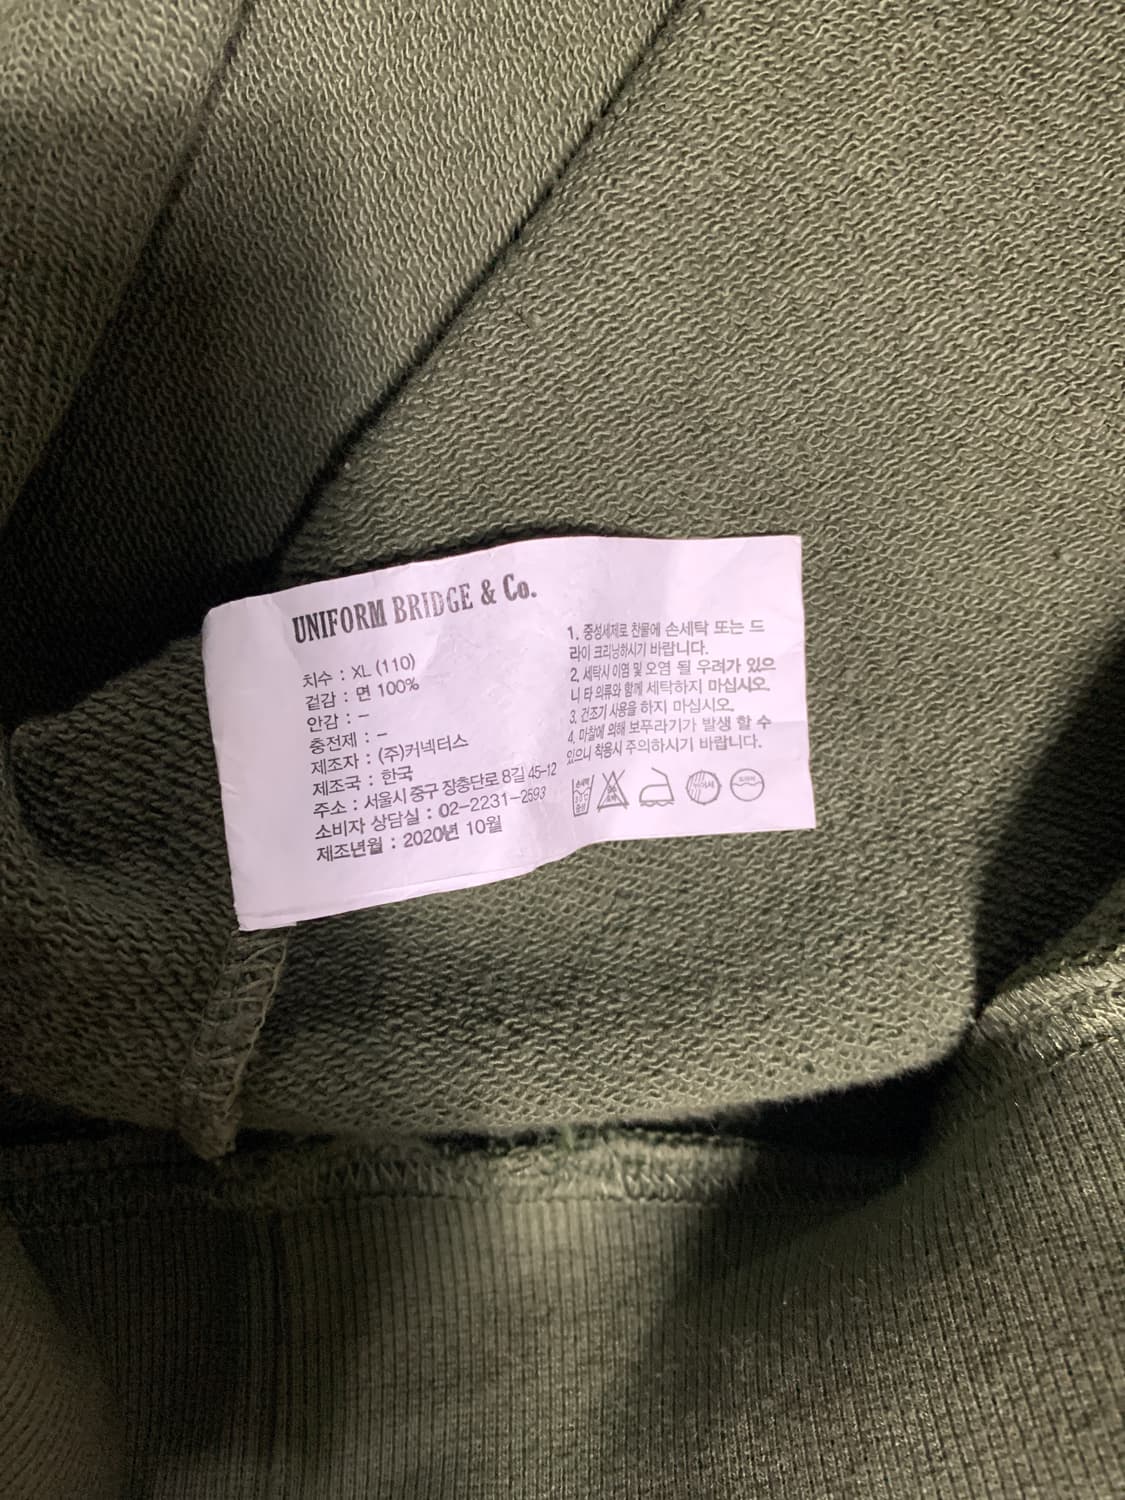 UNIFORM BRIDGE & Co.
치수 : XL (110)
겉감 : 면 100%
안감 : –
충전제 : –
제조자 : (주)커넥터스
제조국 : 한국
주소 : 서울시 중구 장충단로 8길 45-12
소비자 상담실 : 02-2231-2593
제조년월 : 2020년 10월
1. 중성세제로 찬물에 손세탁 또는 드
라이 크리닝하시기 바랍니다.
2. 세탁시 이염 및 오염 될 우려가 있으
니 타 의류와 함께 세탁하지 마십시오.
3. 건조기 사용을 하지 마십시오.
4. 마찰에 의해 보푸라기가 발생 할 수
있으니 착용시 주의하시기 바랍니다.
손세탁
중성
드라이